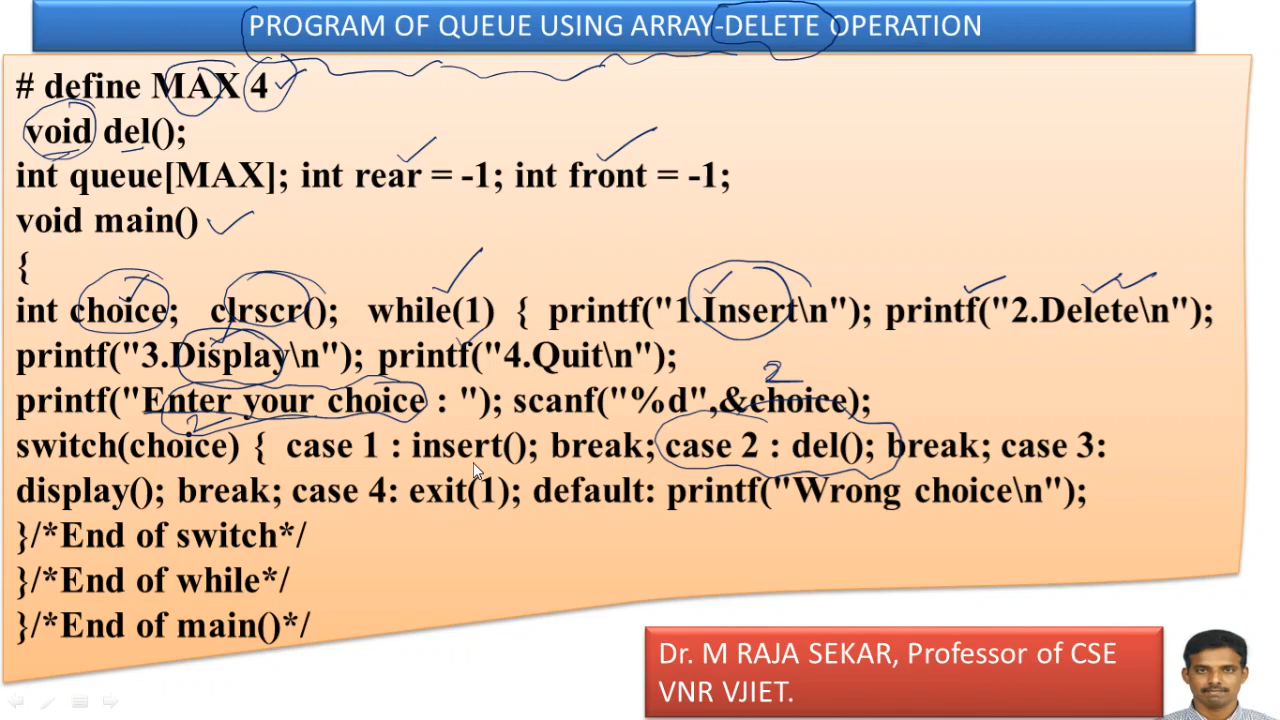 PROGRAM OF QUEUE USING ARRAY-DELETE OPERATION
# define MAX 4
void del();
int queue[MAX]; int rear = -1; int front = -1;
void main()
{
int choice; clrscr(); while(1) { printf("1.Insert\n"); printf("2.Delete\n");
printf("3.Display\n"); printf("4.Quit\n");
2
printf("Enter your choice : "); scanf("%d",&choice);
2
switch(choice) { case 1 : insert(); break; case 2 : del(); break; case 3:
display(); break; case 4: exit(1); default: printf("Wrong choice\n");
}/*End of switch*/
}/*End of while*/
}/*End of main()*/
Dr. M RAJA SEKAR, Professor of CSE
VNR VJIET.